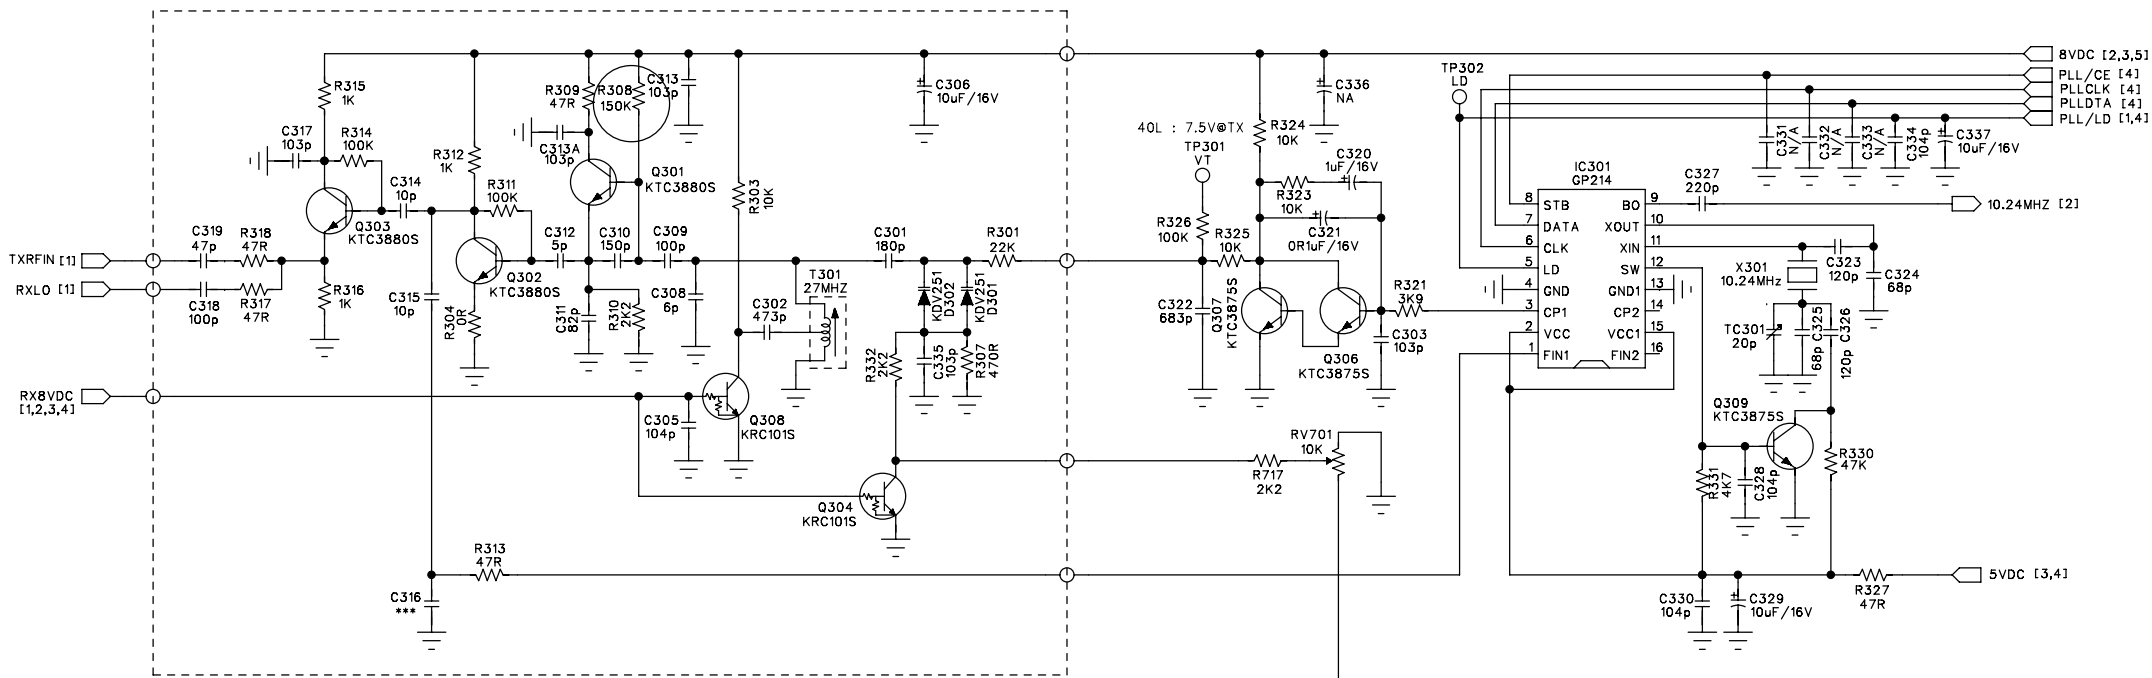 8VDC [2,3,5]
PLL/CE [4]
PLLCLK [4]
PLLDTA [4]
PLL/LD [1,4]
TP302
LD
R315
1K
R309
47R
R308
150K
C313
103p
C306
10uF/16V
C336
NA
C317
103p
R314
100K
C313A
103p
R312
1K
Q301
KTC3880S
R303
10K
40L : 7.5V@TX
TP301
VT
R324
10K
C320
1uF/16V
R323
10K
C321
0R1uF/16V
C331
N/A
C332
N/A
C333
N/A
C334
104p
C337
10uF/16V
C314
10p
R311
100K
Q303
KTC3880S
IC301
GP214
C327
220p
8 STB BO 9
7 DATA XOUT 10
6 CLK XIN 11
5 LD SW 12
4 GND GND1 13
3 CP1 CP2 14
2 VCC VCC1 15
1 FIN1 FIN2 16
10.24MHZ [2]
TXRFIN [1]
RXLO [1]
C319
47p
R318
47R
C318
100p
R317
47R
R316
1K
C315
10p
Q302
KTC3880S
R304
0R
C312
5p
C310
150p
C309
100p
C311
82p
R310
2K2
C308
6p
T301
27MHZ
C302
473p
C301
180p
R301
22K
KDV251
D302
KDV251
D301
R332
2K2
C335
103p
R307
470R
R326
100K
R325
10K
C322
683p
Q307
KTC3875S
Q306
KTC3875S
R321
3K9
C303
103p
X301
10.24MHz
C323
120p
C324
68p
TC301
20p
C325
68p
C326
120p
RX8VDC
[1,2,3,4]
C305
104p
Q308
KRC101S
Q304
KRC101S
R717
2K2
RV701
10K
Q309
KTC3875S
R331
4K7
C328
104p
R330
47K
R313
47R
C316
***
C330
104p
C329
10uF/16V
R327
47R
5VDC [3,4]